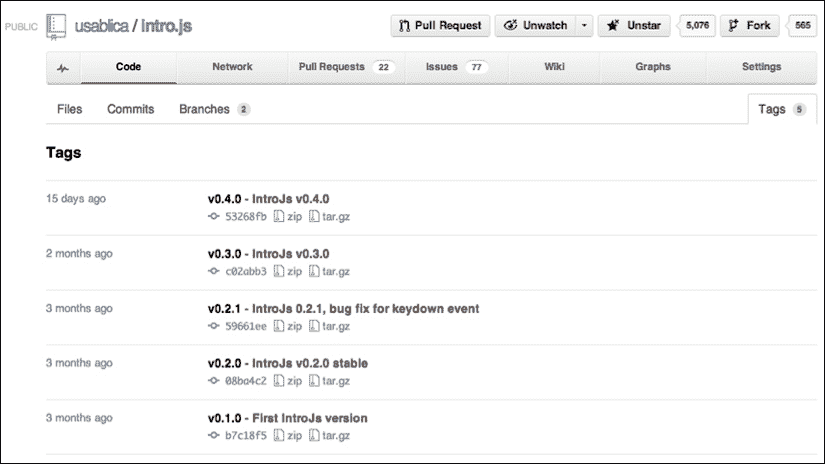 PUBLIC usablica / intro.js Pull Request Unwatch Unstar 5,076 Fork 565
Code Network Pull Requests 22 Issues 77 Wiki Graphs Settings
Files Commits Branches 2 Tags 5
Tags
15 days ago v0.4.0 - IntroJs v0.4.0
53268fb zip tar.gz
2 months ago v0.3.0 - IntroJs v0.3.0
c02abb3 zip tar.gz
3 months ago v0.2.1 - IntroJs 0.2.1, bug fix for keydown event
59661ee zip tar.gz
3 months ago v0.2.0 - IntroJs v0.2.0 stable
08ba4c2 zip tar.gz
3 months ago v0.1.0 - First IntroJs version
b7c18f5 zip tar.gz